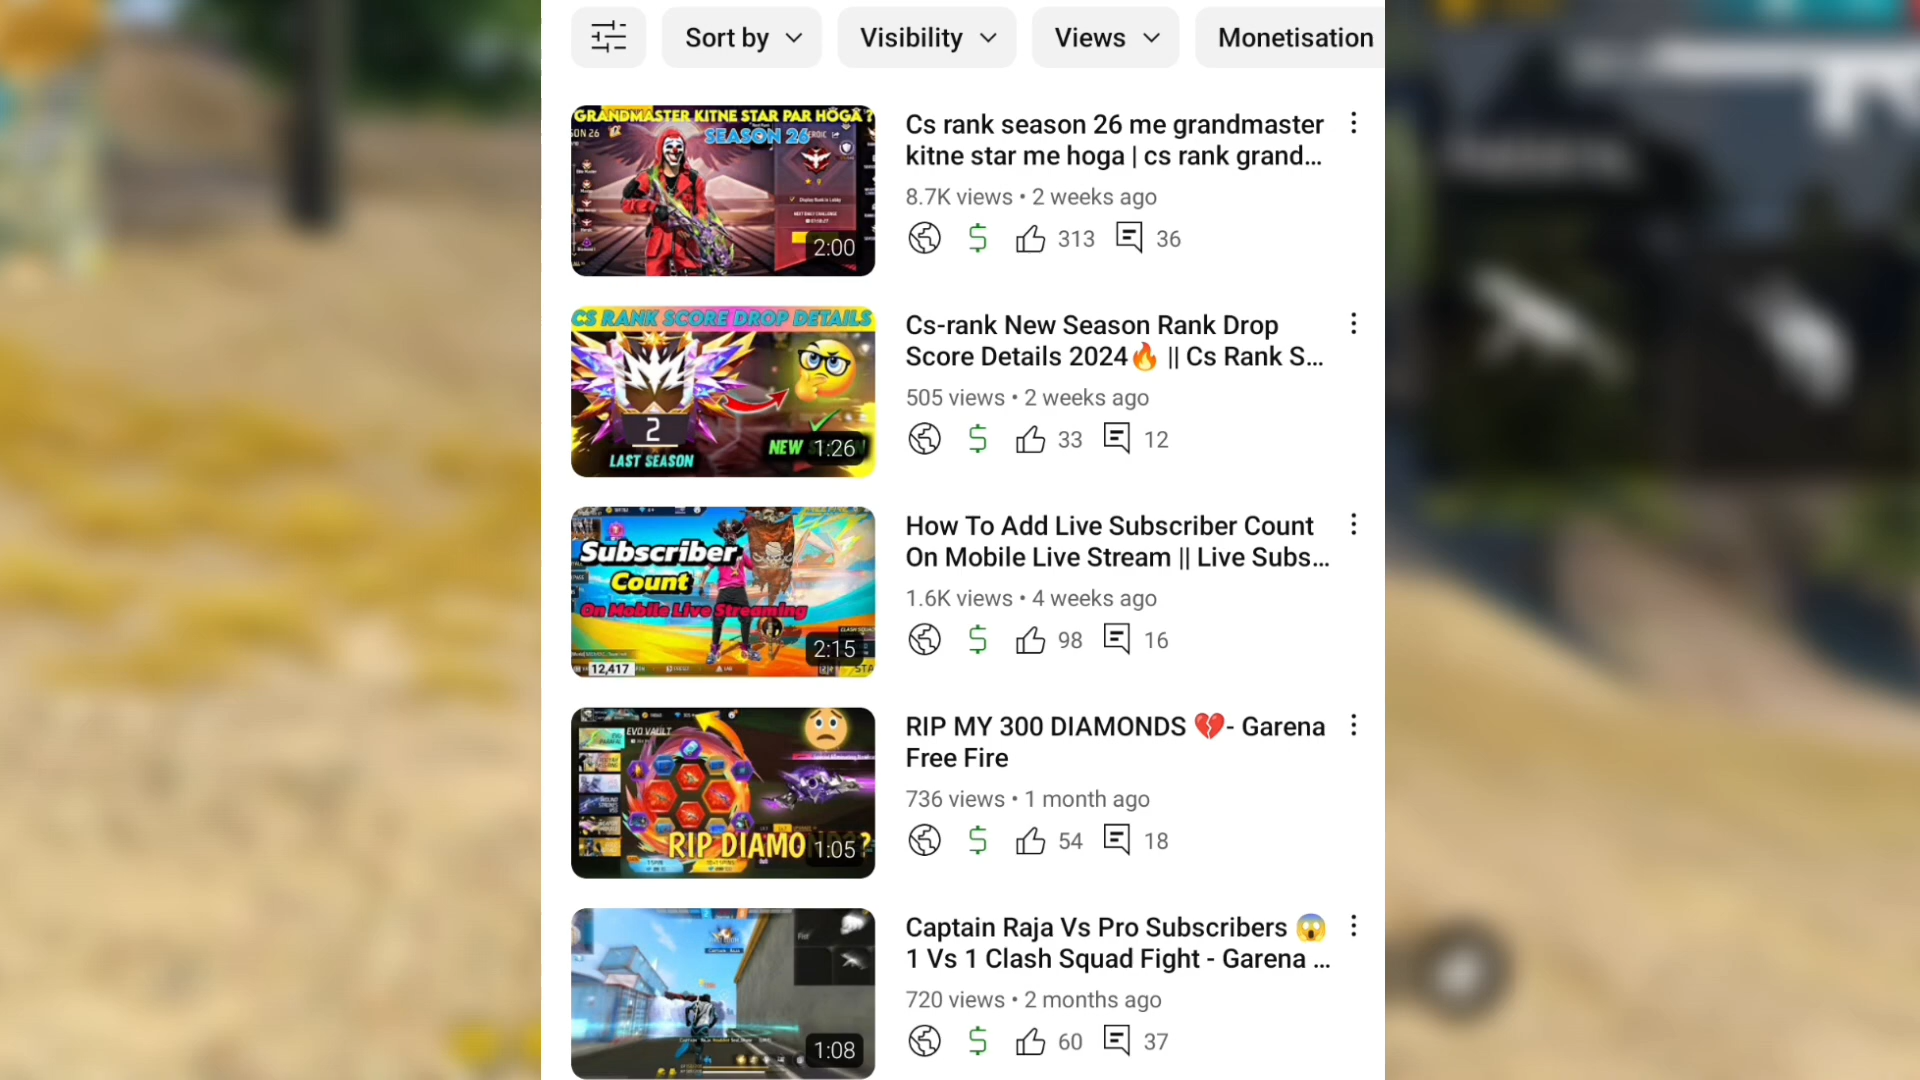 Sort by
Visibility
Views
Monetisation
GRANDMASTER KITNE STAR PAR HOGA ?
SEASON 26
2:00
Cs rank season 26 me grandmaster
kitne star me hoga | cs rank grand...
8.7K views • 2 weeks ago
313
36
CS RANK SCORE DROP DETAILS
2
LAST SEASON
NEW
1:26
Cs-rank New Season Rank Drop
Score Details 2024🔥 || Cs Rank S...
505 views • 2 weeks ago
33
12
Subscriber
Count
On Mobile Live Streaming
12,417
2:15
How To Add Live Subscriber Count
On Mobile Live Stream || Live Subs...
1.6K views • 4 weeks ago
98
16
EVO VAULT
RIP DIAMO
1:05
?
RIP MY 300 DIAMONDS 💔- Garena
Free Fire
736 views • 1 month ago
54
18
Fist
1:08
Captain Raja Vs Pro Subscribers 😱
1 Vs 1 Clash Squad Fight - Garena ...
720 views • 2 months ago
60
37